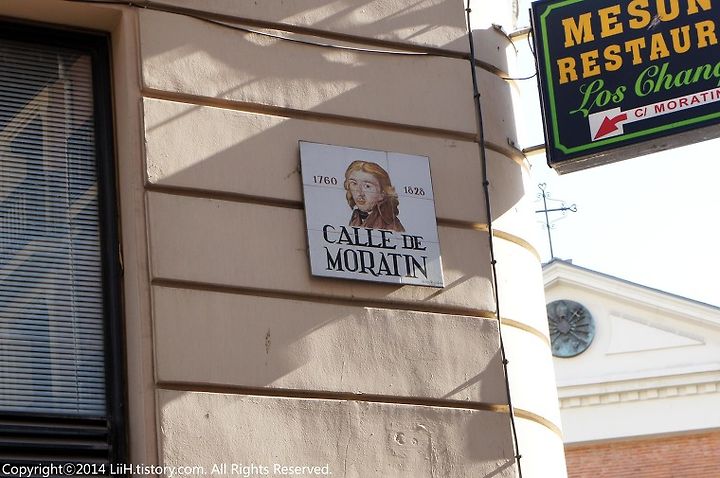 MESON
RESTAUR
Los Chan
C/ MORATIN
1760 1828
CALLE DE
MORATIN
Copyright©2014 LiiH.tistory.com. All Rights Reserved.